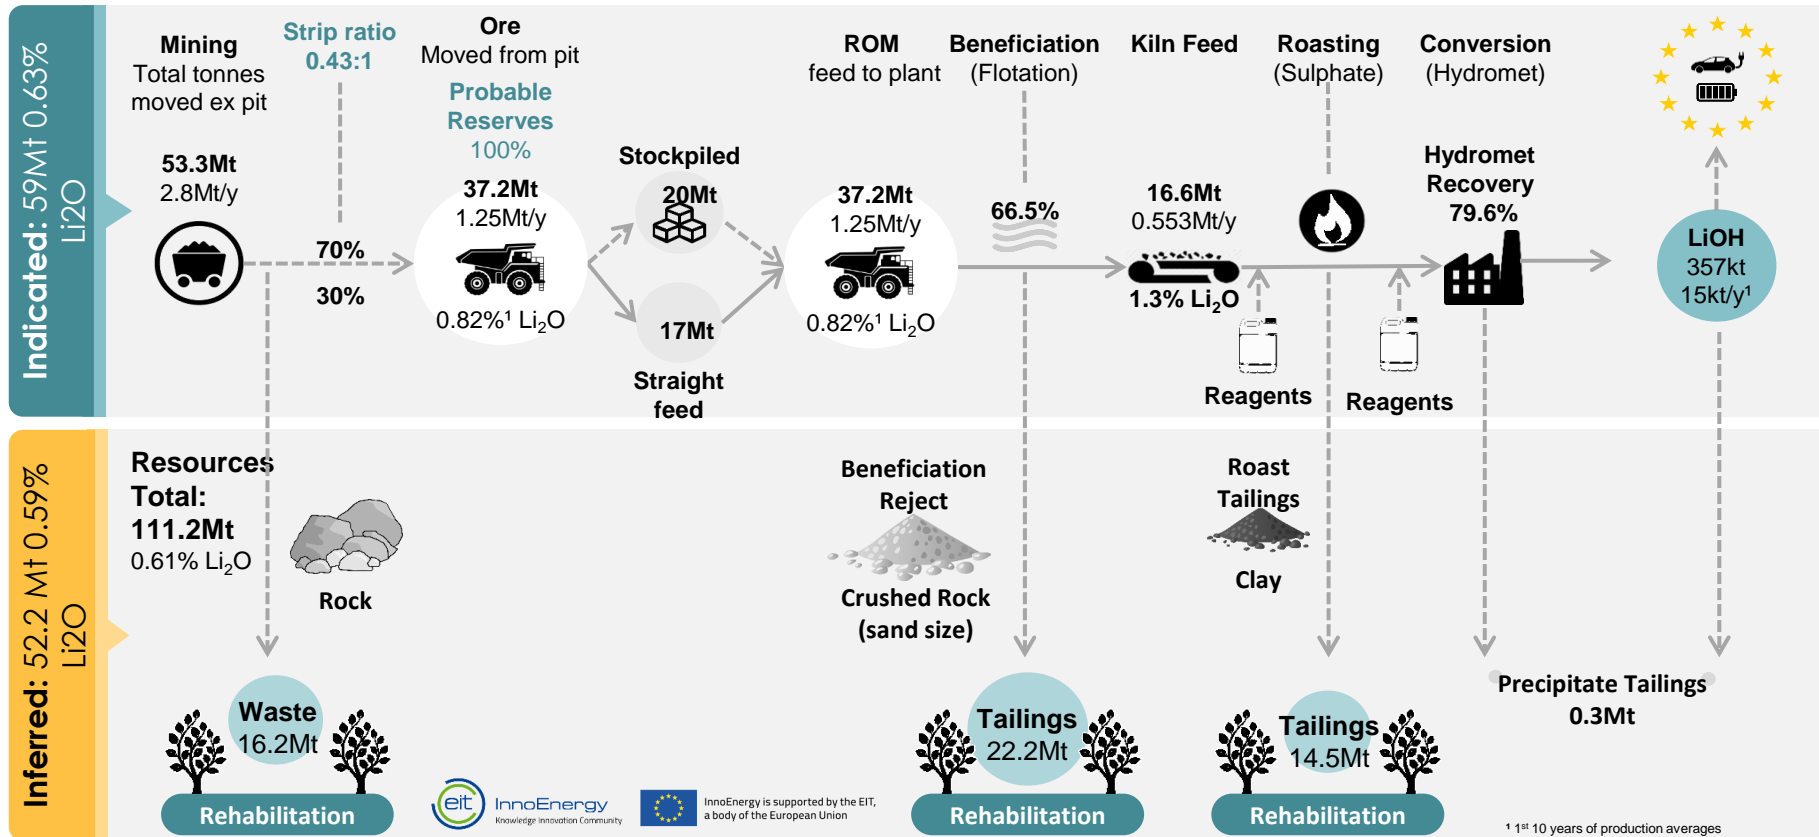 Indicated: 59Mt 0.63%
Li2O
Mining
Total tonnes
moved ex pit
53.3Mt
2.8Mt/y
Strip ratio
0.43:1
70%
30%
Ore
Moved from pit
Probable
Reserves
100%
37.2Mt
1.25Mt/y
0.82%¹ Li₂O
Stockpiled
20Mt
17Mt
Straight
feed
ROM
feed to plant
37.2Mt
1.25Mt/y
0.82%¹ Li₂O
Beneficiation
(Flotation)
66.5%
Kiln Feed
16.6Mt
0.553Mt/y
1.3% Li₂O
Roasting
(Sulphate)
Reagents
Reagents
Conversion
(Hydromet)
Hydromet
Recovery
79.6%
LiOH
357kt
15kt/y¹
Inferred: 52.2 Mt 0.59%
Li2O
Resources
Total:
111.2Mt
0.61% Li₂O
Rock
Waste
16.2Mt
Rehabilitation
eit
InnoEnergy
Knowledge Innovation Community
InnoEnergy is supported by the EIT,
a body of the European Union
Beneficiation
Reject
Crushed Rock
(sand size)
Tailings
22.2Mt
Rehabilitation
Roast
Tailings
Clay
Tailings
14.5Mt
Rehabilitation
Precipitate Tailings
0.3Mt
¹ 1st 10 years of production averages